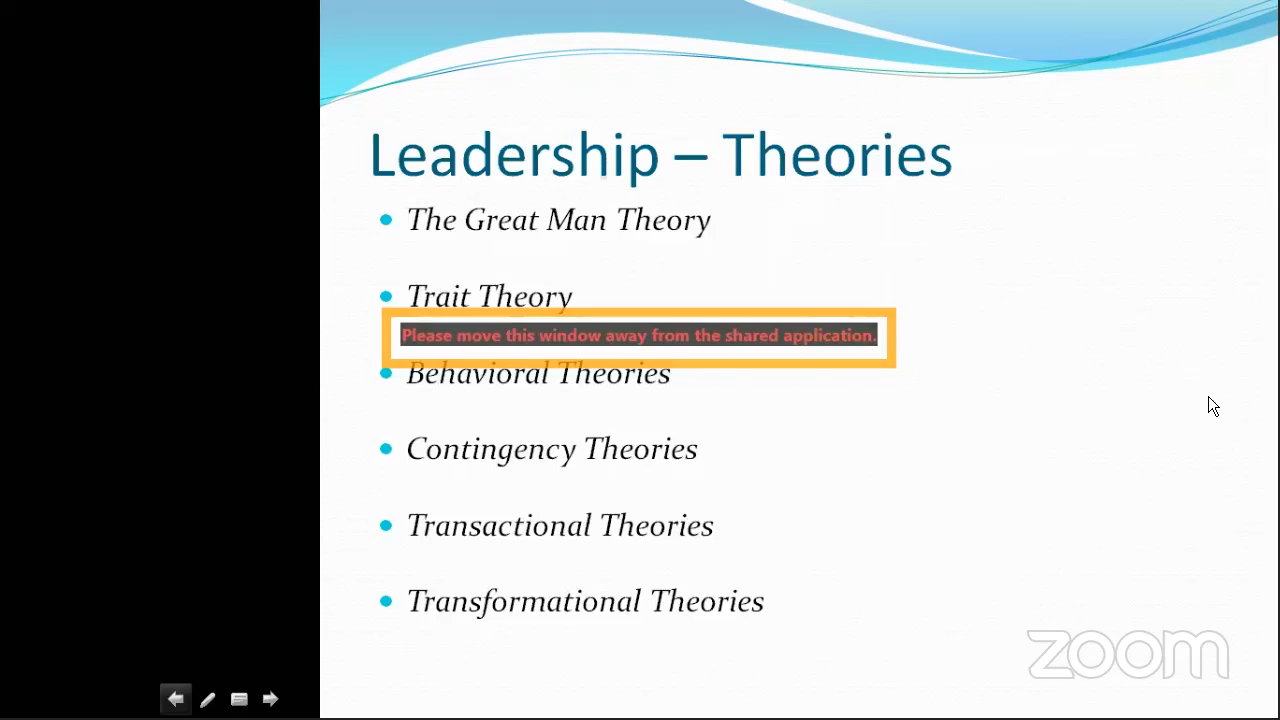 Leadership – Theories
The Great Man Theory
Trait Theory
Please move this window away from the shared application.
Behavioral Theories
Contingency Theories
Transactional Theories
Transformational Theories
zoom